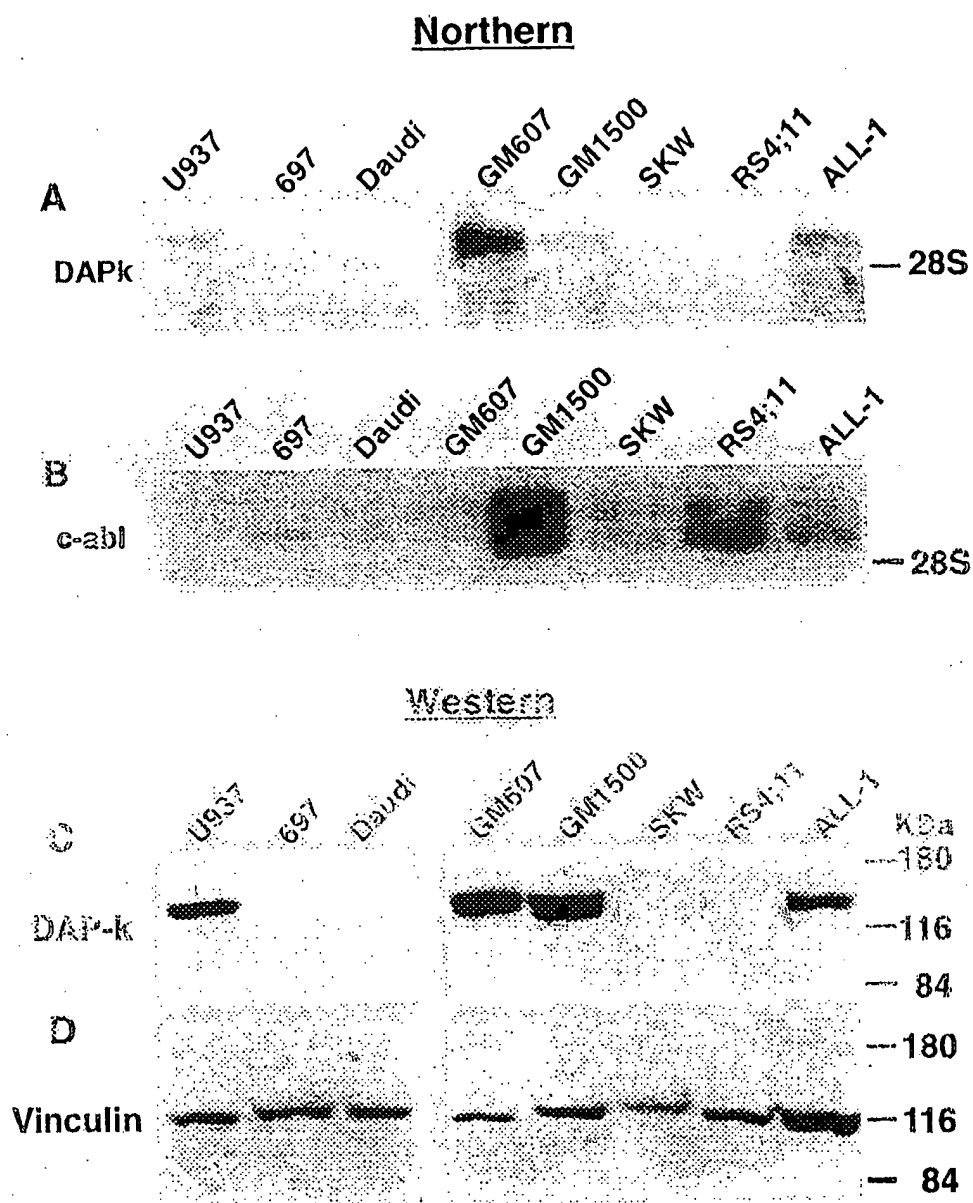 Northern
U937 697 Daudi GM607 GM1500 SKW RS4;11 ALL-1
A
DAPk
28S
U937 697 Daudi GM607 GM1500 SKW RS4;11 ALL-1
B
c-abl
28S
Western
U937 697 Daudi GM607 GM1500 SKW RS4;11 ALL-1
C
KDa
180
DAP-k
116
84
D
180
Vinculin
116
84